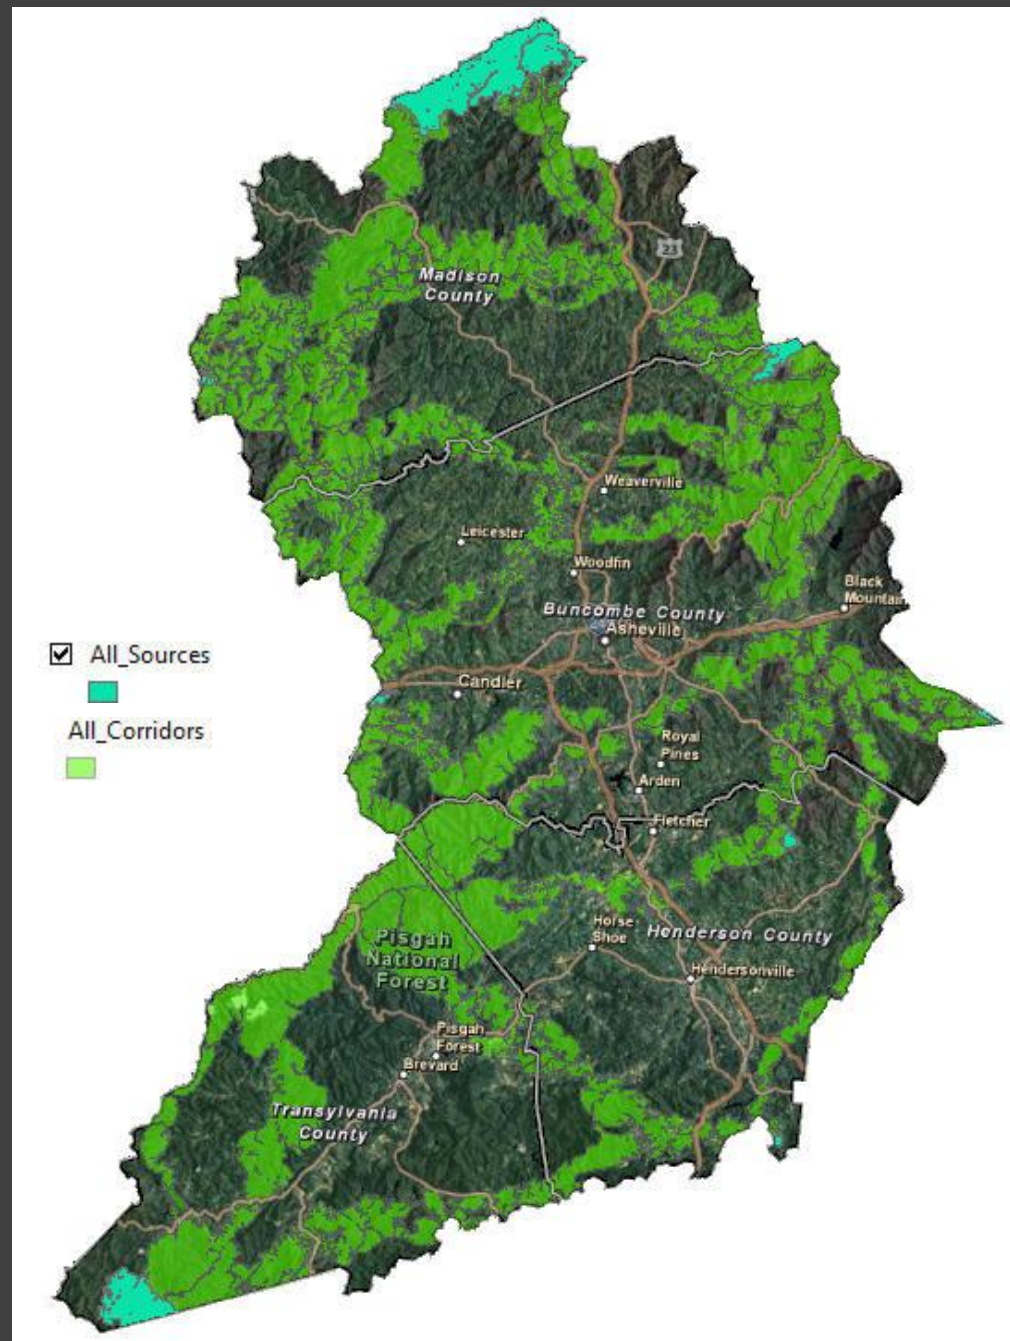 23
Madison
County
Weaverville
Leicester
Woodfin
Black
Mountain
Buncombe County
Asheville
All_Sources
Candler
All_Corridors
Royal
Pines
Arden
Fletcher
Horse
Shoe
Henderson County
Pisgah
National
Forest
Hendersonville
Pisgah
Forest
Brevard
Transylvania
County